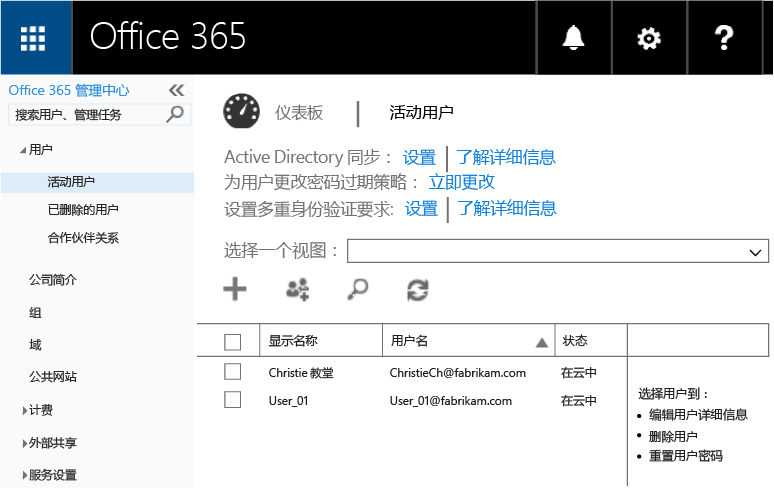 Office 365
?
Office 365 管理中心
搜索用户、管理任务
用户
活动用户
已删除的用户
合作伙伴关系
公司简介
组
域
公共网站
计费
外部共享
服务设置
仪表板 | 活动用户
Active Directory 同步： 设置 | 了解详细信息
为用户更改密码过期策略： 立即更改
设置多重身份验证要求: 设置 | 了解详细信息
选择一个视图：
显示名称 用户名 状态
Christie 教堂 ChristieCh@fabrikam.com 在云中
User_01 User_01@fabrikam.com 在云中
选择用户到：
• 编辑用户详细信息
• 删除用户
• 重置用户密码